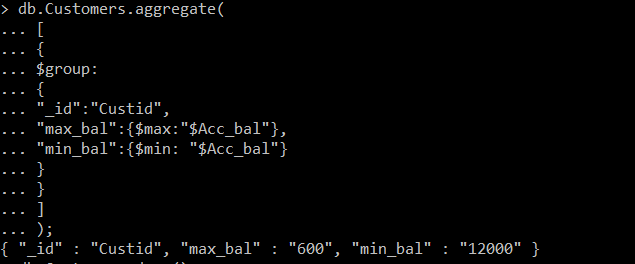 > db.Customers.aggregate(
... [
... {
... $group:
... {
... "_id":"Custid",
... "max_bal":{$max:"$Acc_bal"},
... "min_bal":{$min: "$Acc_bal"}
... }
... }
... ]
... );
{ "_id" : "Custid", "max_bal" : "600", "min_bal" : "12000" }